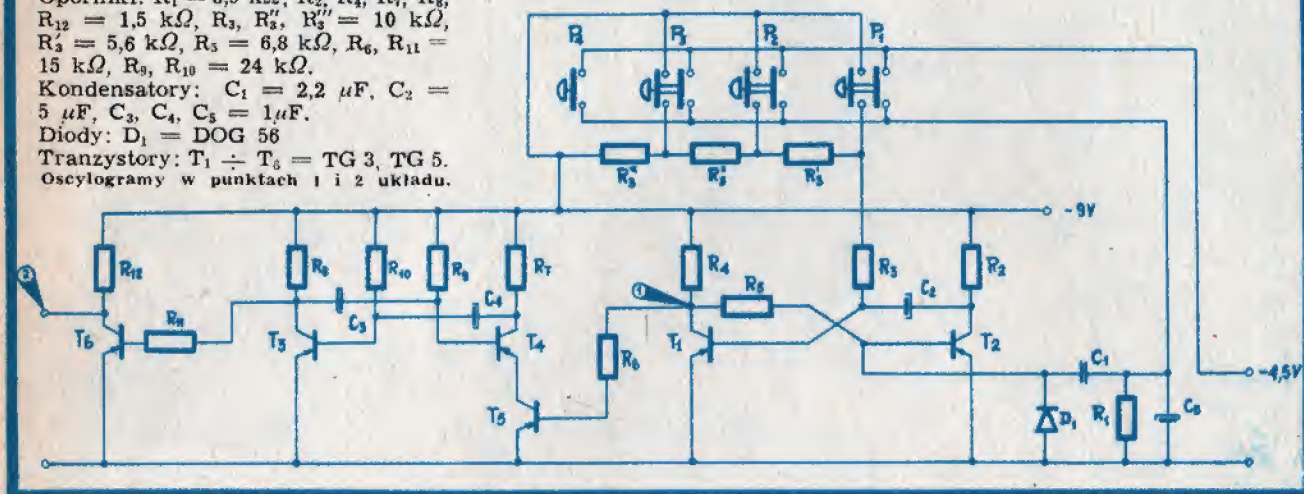 R₁₂ = 1,5 kΩ, R₃, R₃'', R₃''' = 10 kΩ,
R₃' = 5,6 kΩ, R₅ = 6,8 kΩ, R₆, R₁₁ =
15 kΩ, R₉, R₁₀ = 24 kΩ.
Kondensatory: C₁ = 2,2 μF, C₂ =
5 μF, C₃, C₄, C₅ = 1μF.
Diody: D₁ = DOG 56
Tranzystory: T₁ ÷ T₆ = TG 3, TG 5.
Oscylogramy w punktach 1 i 2 układu.
P₄ P₃ P₂ P₁
R₃''' R₃'' R₃'
-9V
R₁₂ R₈ R₁₀ R₉ R₇ R₄ R₃ R₂
② ① R₅ C₂
R₁₁ C₃ C₄
T₆ T₃ T₄ R₆ T₁ T₂
C₁ -4,5V
T₅ D₁ R₁ C₅